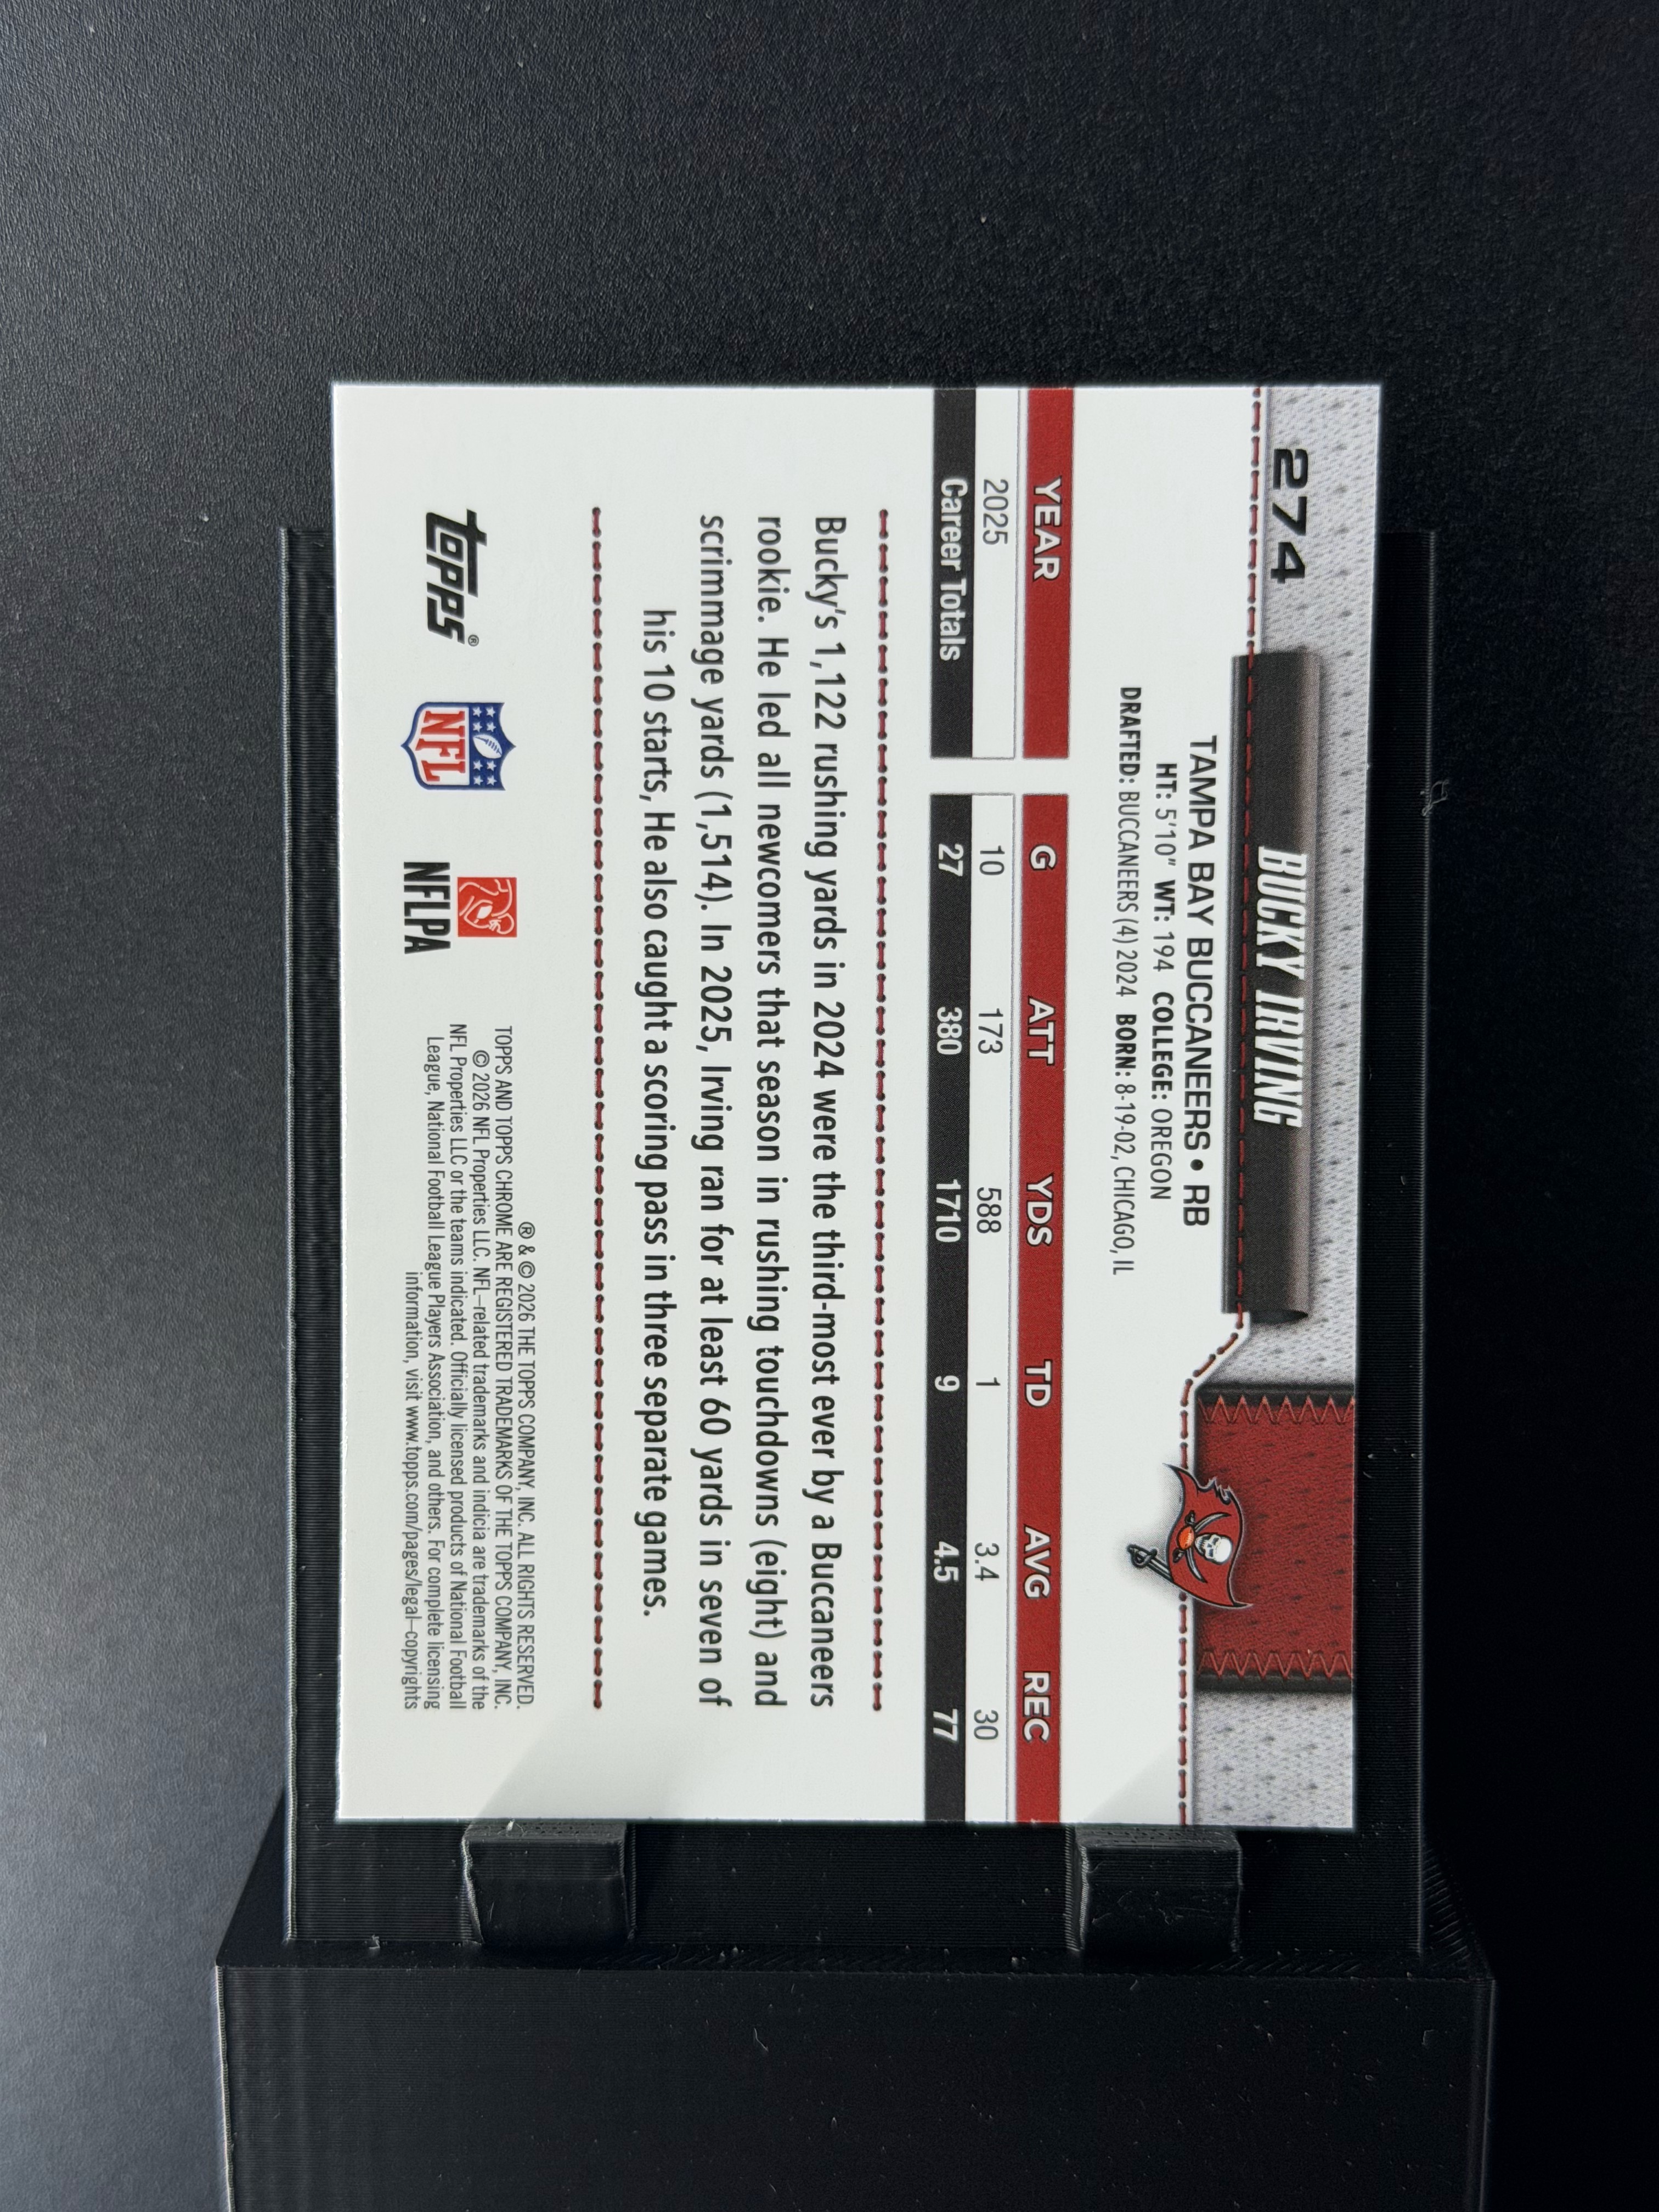 274
BUCKY IRVING
TAMPA BAY BUCCANEERS • RB
HT: 5'10" WT: 194 COLLEGE: OREGON
DRAFTED: BUCCANEERS (4) 2024 BORN: 8-19-02, CHICAGO, IL
YEAR G ATT YDS TD AVG REC
2025 10 173 588 1 3.4 30
Career Totals 27 380 1710 9 4.5 77
Bucky's 1,122 rushing yards in 2024 were the third-most ever by a Buccaneers
rookie. He led all newcomers that season in rushing touchdowns (eight) and
scrimmage yards (1,514). In 2025, Irving ran for at least 60 yards in seven of
his 10 starts, He also caught a scoring pass in three separate games.
topps®
NFL
NFLPA
® & © 2026 THE TOPPS COMPANY, INC. ALL RIGHTS RESERVED.
TOPPS AND TOPPS CHROME ARE REGISTERED TRADEMARKS OF THE TOPPS COMPANY, INC.
© 2026 NFL Properties LLC. NFL-related trademarks and indicia are trademarks of the
NFL Properties LLC or the teams indicated. Officially licensed products of National Football
League, National Football League Players Association, and others. For complete licensing
information, visit www.topps.com/pages/legal-copyrights